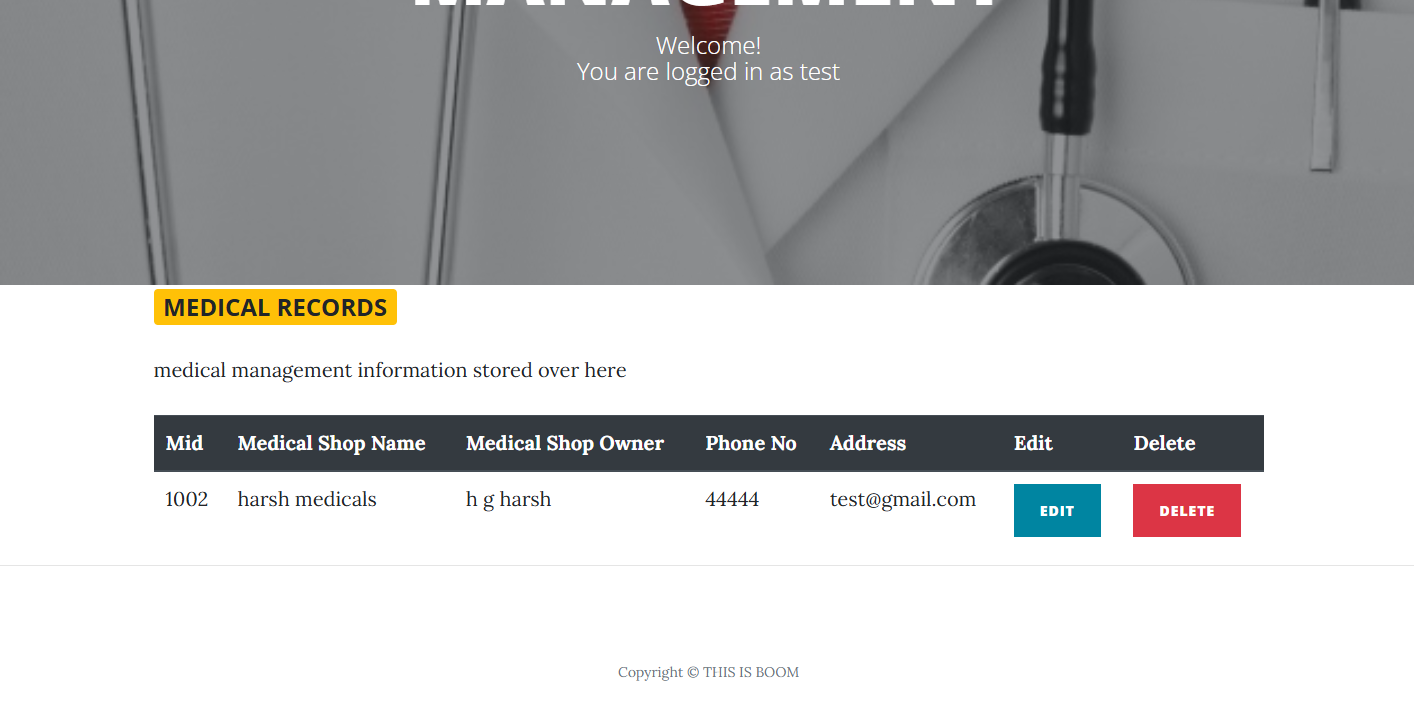 MANAGEMENT
Welcome!
You are logged in as test
MEDICAL RECORDS
medical management information stored over here
Mid Medical Shop Name Medical Shop Owner Phone No Address Edit Delete
1002 harsh medicals h g harsh 44444 test@gmail.com EDIT DELETE
Copyright © THIS IS BOOM